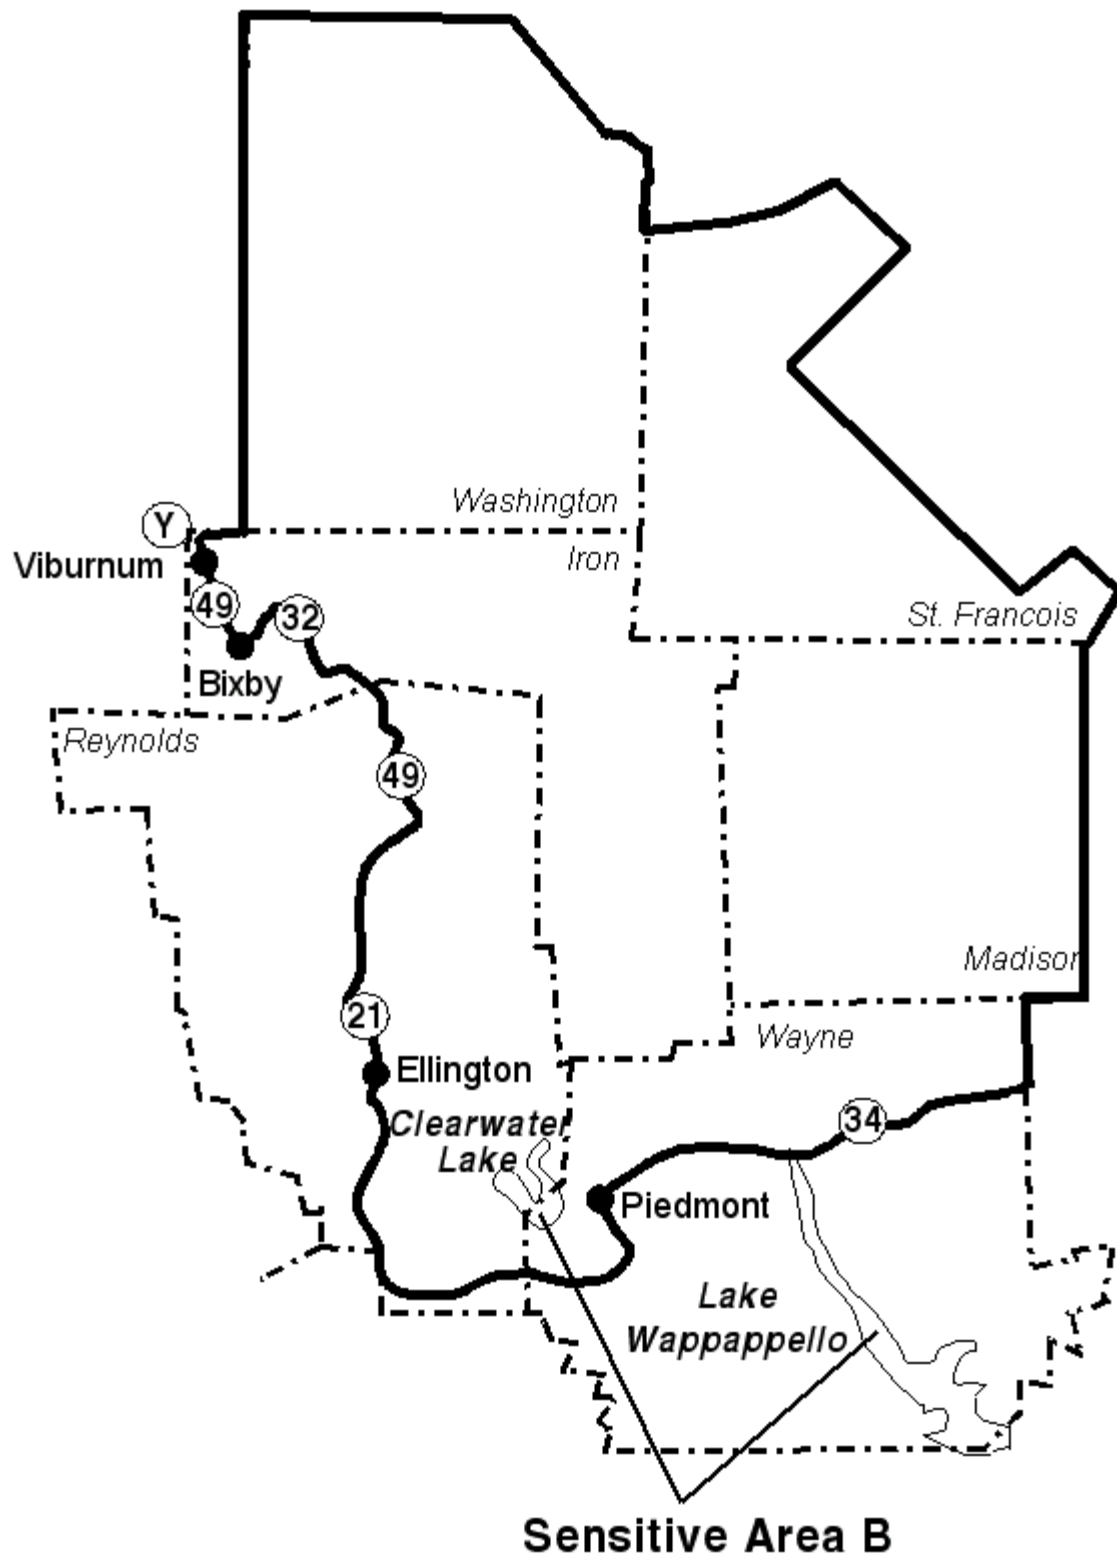 Washington
Y
Iron
Viburnum
49
32
St. Francois
Bixby
Reynolds
49
Madison
21
Wayne
Ellington
34
Clearwater
Lake
Piedmont
Lake
Wappappello
Sensitive Area B